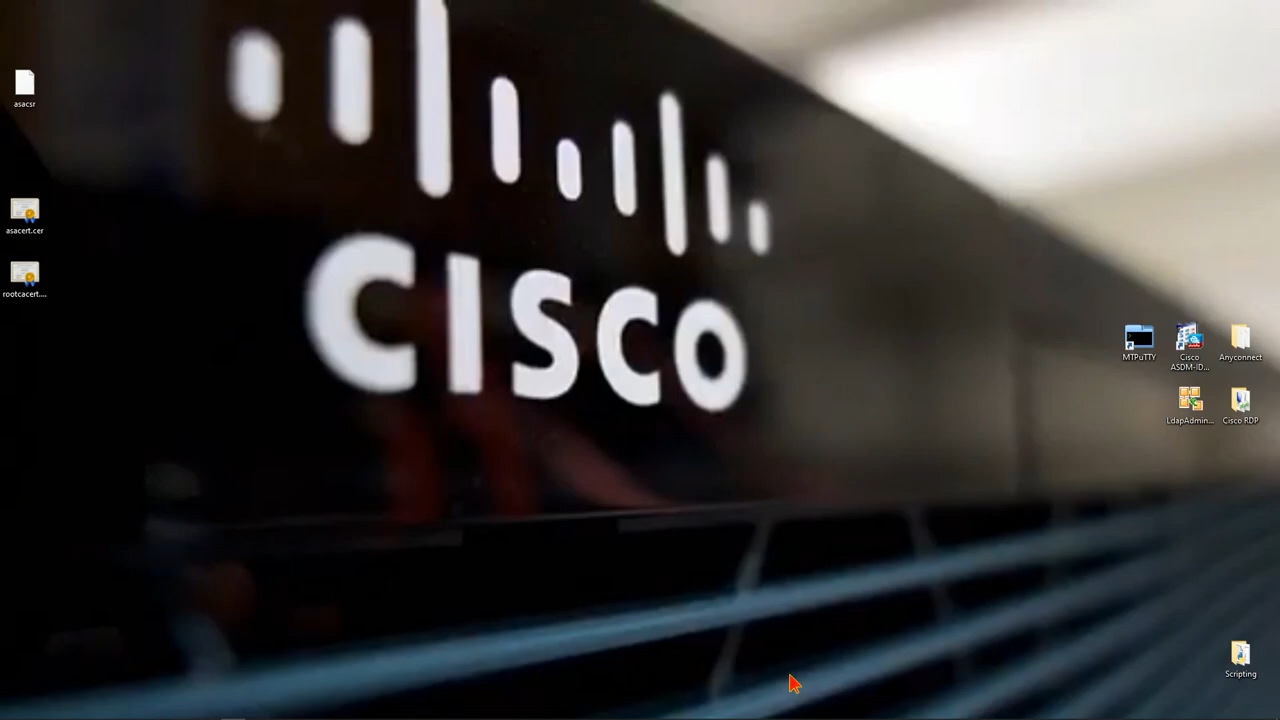 CISCO
asacsr
asacert.cer
rootcacert....
MTPuTTY
Cisco
ASDM-ID...
Anyconnect
LdapAdmin...
Cisco RDP
Scripting